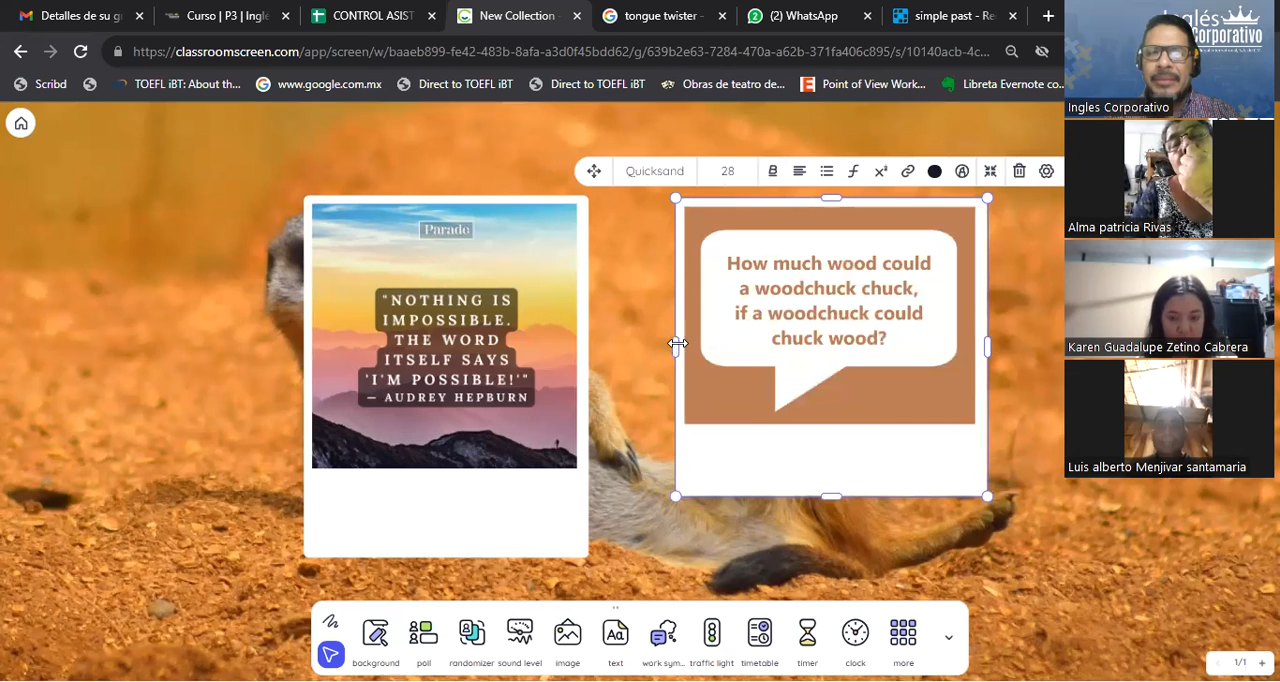 Detalles de su g
Curso | P3 | Inglé
CONTROL ASIST
New Collection -
tongue twister -
(2) WhatsApp
simple past - Re
https://classroomscreen.com/app/screen/w/baaeb899-fe42-483b-8afa-a3d0f45bdd62/g/639b2e63-7284-470a-a62b-371fa406c895/s/10140acb-4c...
Scribd
TOEFL iBT: About th...
www.google.com.mx
Direct to TOEFL iBT
Direct to TOEFL iBT
Obras de teatro de...
Point of View Work...
Libreta Evernote co...
Inglés
Corporativo
Ingles Corporativo
Alma patricia Rivas
Karen Guadalupe Zetino Cabrera
Luis alberto Menjivar santamaria
Quicksand
28
Parade
"NOTHING IS
IMPOSSIBLE.
THE WORD
ITSELF SAYS
'I'M POSSIBLE!'"
— AUDREY HEPBURN
How much wood could
a woodchuck chuck,
if a woodchuck could
chuck wood?
background
poll
randomizer
sound level
image
Aa
text
work sym...
traffic light
timetable
timer
clock
more
1/1